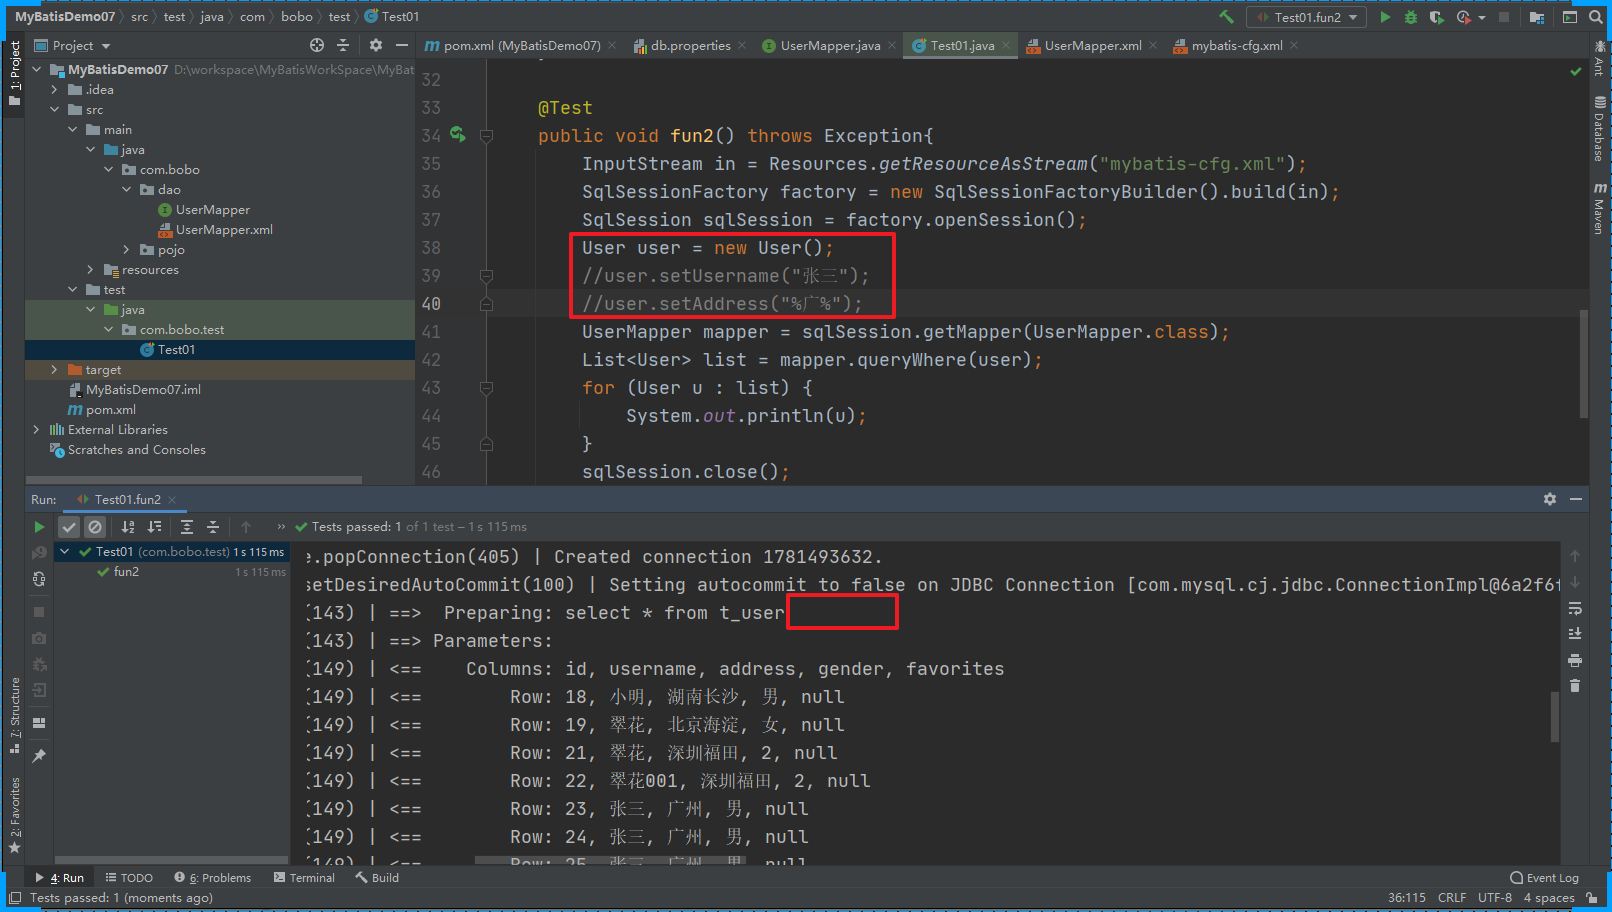 MyBatisDemo07 src test java com bobo test Test01
Test01.fun2
Project
pom.xml (MyBatisDemo07)
db.properties
UserMapper.java
Test01.java
UserMapper.xml
mybatis-cfg.xml
1: Project
MyBatisDemo07 D:\workspace\MyBatisWorkSpace\MyBat
.idea
src
main
java
com.bobo
dao
UserMapper
UserMapper.xml
pojo
resources
test
java
com.bobo.test
Test01
target
MyBatisDemo07.iml
pom.xml
External Libraries
Scratches and Consoles
32
33 @Test
34 public void fun2() throws Exception{
35 InputStream in = Resources.getResourceAsStream("mybatis-cfg.xml");
36 SqlSessionFactory factory = new SqlSessionFactoryBuilder().build(in);
37 SqlSession sqlSession = factory.openSession();
38 User user = new User();
39 //user.setUsername("张三");
40 //user.setAddress("%广%");
41 UserMapper mapper = sqlSession.getMapper(UserMapper.class);
42 List<User> list = mapper.queryWhere(user);
43 for (User u : list) {
44 System.out.println(u);
45 }
46 sqlSession.close();
Ant
Database
Maven
Run: Test01.fun2
Tests passed: 1 of 1 test – 1 s 115 ms
Test01 (com.bobo.test) 1 s 115 ms
fun2 1 s 115 ms
e.popConnection(405) | Created connection 1781493632.
setDesiredAutoCommit(100) | Setting autocommit to false on JDBC Connection [com.mysql.cj.jdbc.ConnectionImpl@6a2f6f
(143) | ==>  Preparing: select * from t_user
(143) | ==> Parameters:
(149) | <==    Columns: id, username, address, gender, favorites
(149) | <==        Row: 18, 小明, 湖南长沙, 男, null
(149) | <==        Row: 19, 翠花, 北京海淀, 女, null
(149) | <==        Row: 21, 翠花, 深圳福田, 2, null
(149) | <==        Row: 22, 翠花001, 深圳福田, 2, null
(149) | <==        Row: 23, 张三, 广州, 男, null
(149) | <==        Row: 24, 张三, 广州, 男, null
(149) | <==        Row: 25, 张三, 广州, 男, null
7: Structure
2: Favorites
4: Run
TODO
6: Problems
Terminal
Build
Event Log
Tests passed: 1 (moments ago)
36:115 CRLF UTF-8 4 spaces